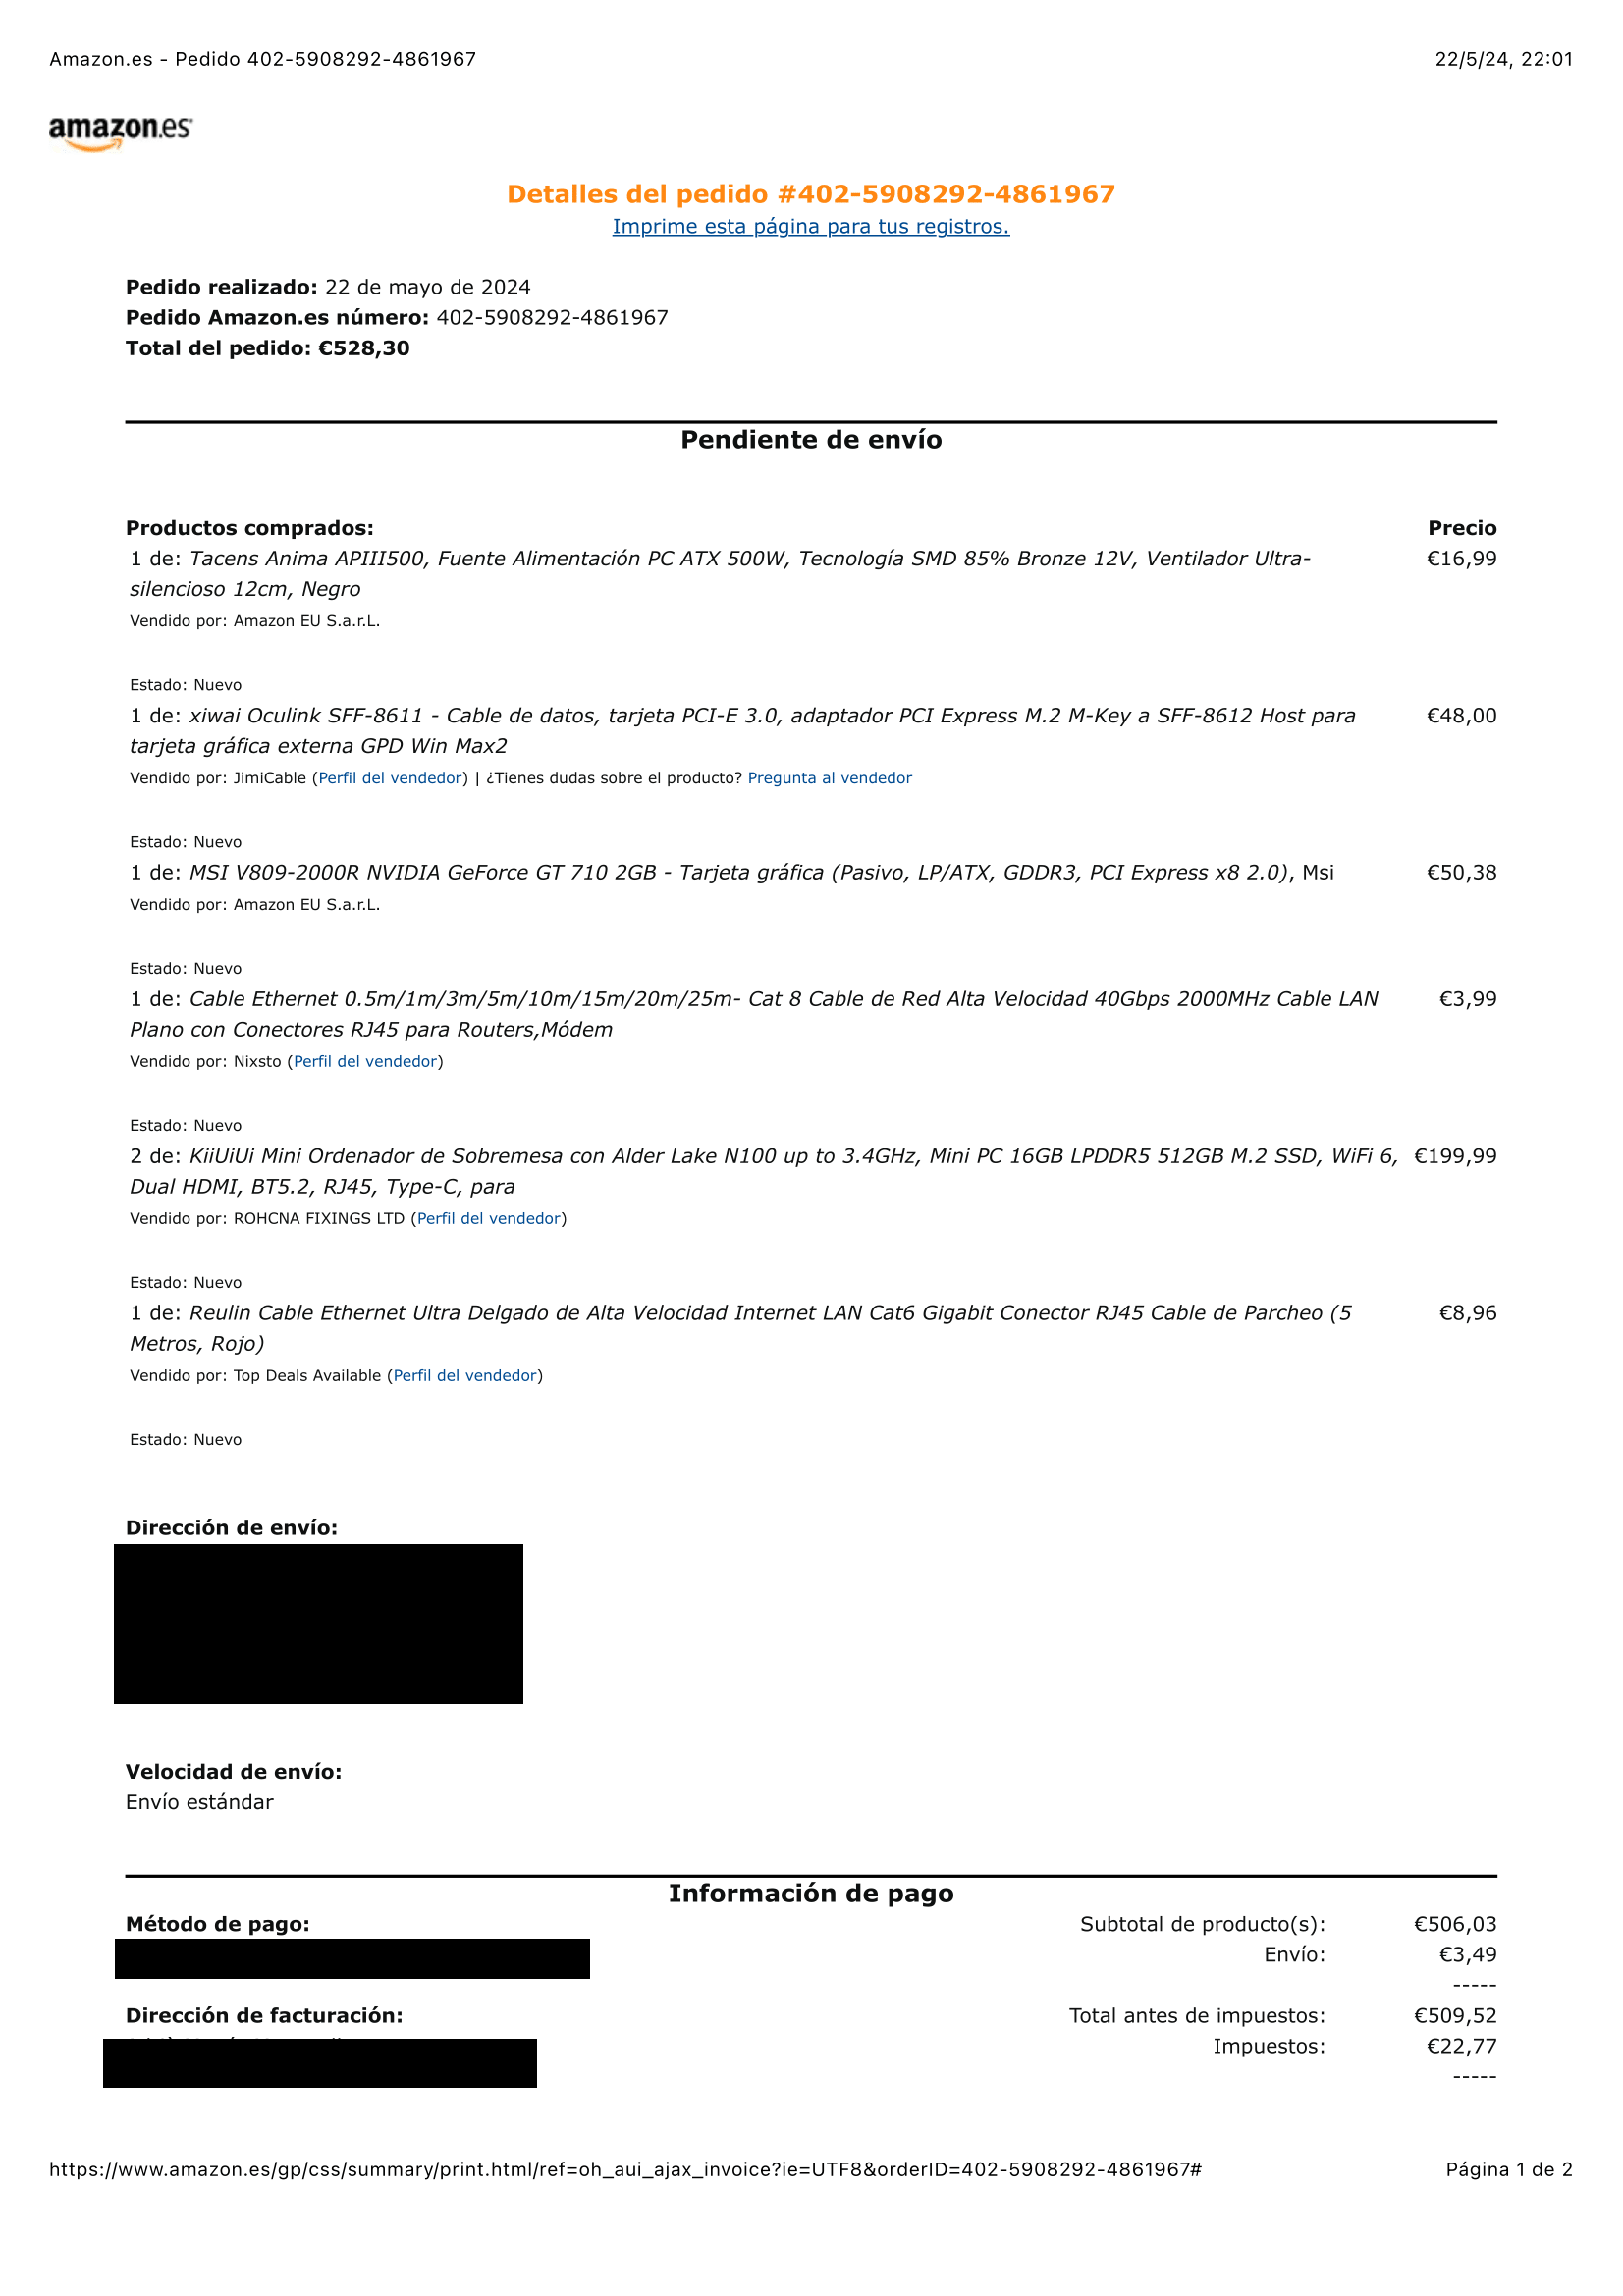 Amazon.es - Pedido 402-5908292-4861967 22/5/24, 22:01
amazon.es
Detalles del pedido #402-5908292-4861967
Imprime esta página para tus registros.
Pedido realizado: 22 de mayo de 2024
Pedido Amazon.es número: 402-5908292-4861967
Total del pedido: €528,30
Pendiente de envío
Productos comprados: Precio
1 de: Tacens Anima APIII500, Fuente Alimentación PC ATX 500W, Tecnología SMD 85% Bronze 12V, Ventilador Ultra- €16,99
silencioso 12cm, Negro
Vendido por: Amazon EU S.a.r.L.
Estado: Nuevo
1 de: xiwai Oculink SFF-8611 - Cable de datos, tarjeta PCI-E 3.0, adaptador PCI Express M.2 M-Key a SFF-8612 Host para €48,00
tarjeta gráfica externa GPD Win Max2
Vendido por: JimiCable (Perfil del vendedor) | ¿Tienes dudas sobre el producto? Pregunta al vendedor
Estado: Nuevo
1 de: MSI V809-2000R NVIDIA GeForce GT 710 2GB - Tarjeta gráfica (Pasivo, LP/ATX, GDDR3, PCI Express x8 2.0), Msi €50,38
Vendido por: Amazon EU S.a.r.L.
Estado: Nuevo
1 de: Cable Ethernet 0.5m/1m/3m/5m/10m/15m/20m/25m- Cat 8 Cable de Red Alta Velocidad 40Gbps 2000MHz Cable LAN €3,99
Plano con Conectores RJ45 para Routers,Módem
Vendido por: Nixsto (Perfil del vendedor)
Estado: Nuevo
2 de: KiiUiUi Mini Ordenador de Sobremesa con Alder Lake N100 up to 3.4GHz, Mini PC 16GB LPDDR5 512GB M.2 SSD, WiFi 6, €199,99
Dual HDMI, BT5.2, RJ45, Type-C, para
Vendido por: ROHCNA FIXINGS LTD (Perfil del vendedor)
Estado: Nuevo
1 de: Reulin Cable Ethernet Ultra Delgado de Alta Velocidad Internet LAN Cat6 Gigabit Conector RJ45 Cable de Parcheo (5 €8,96
Metros, Rojo)
Vendido por: Top Deals Available (Perfil del vendedor)
Estado: Nuevo
Dirección de envío:
Velocidad de envío:
Envío estándar
Información de pago
Método de pago: Subtotal de producto(s): €506,03
Envío: €3,49
-----
Dirección de facturación: Total antes de impuestos: €509,52
Impuestos: €22,77
-----
https://www.amazon.es/gp/css/summary/print.html/ref=oh_aui_ajax_invoice?ie=UTF8&orderID=402-5908292-4861967# Página 1 de 2